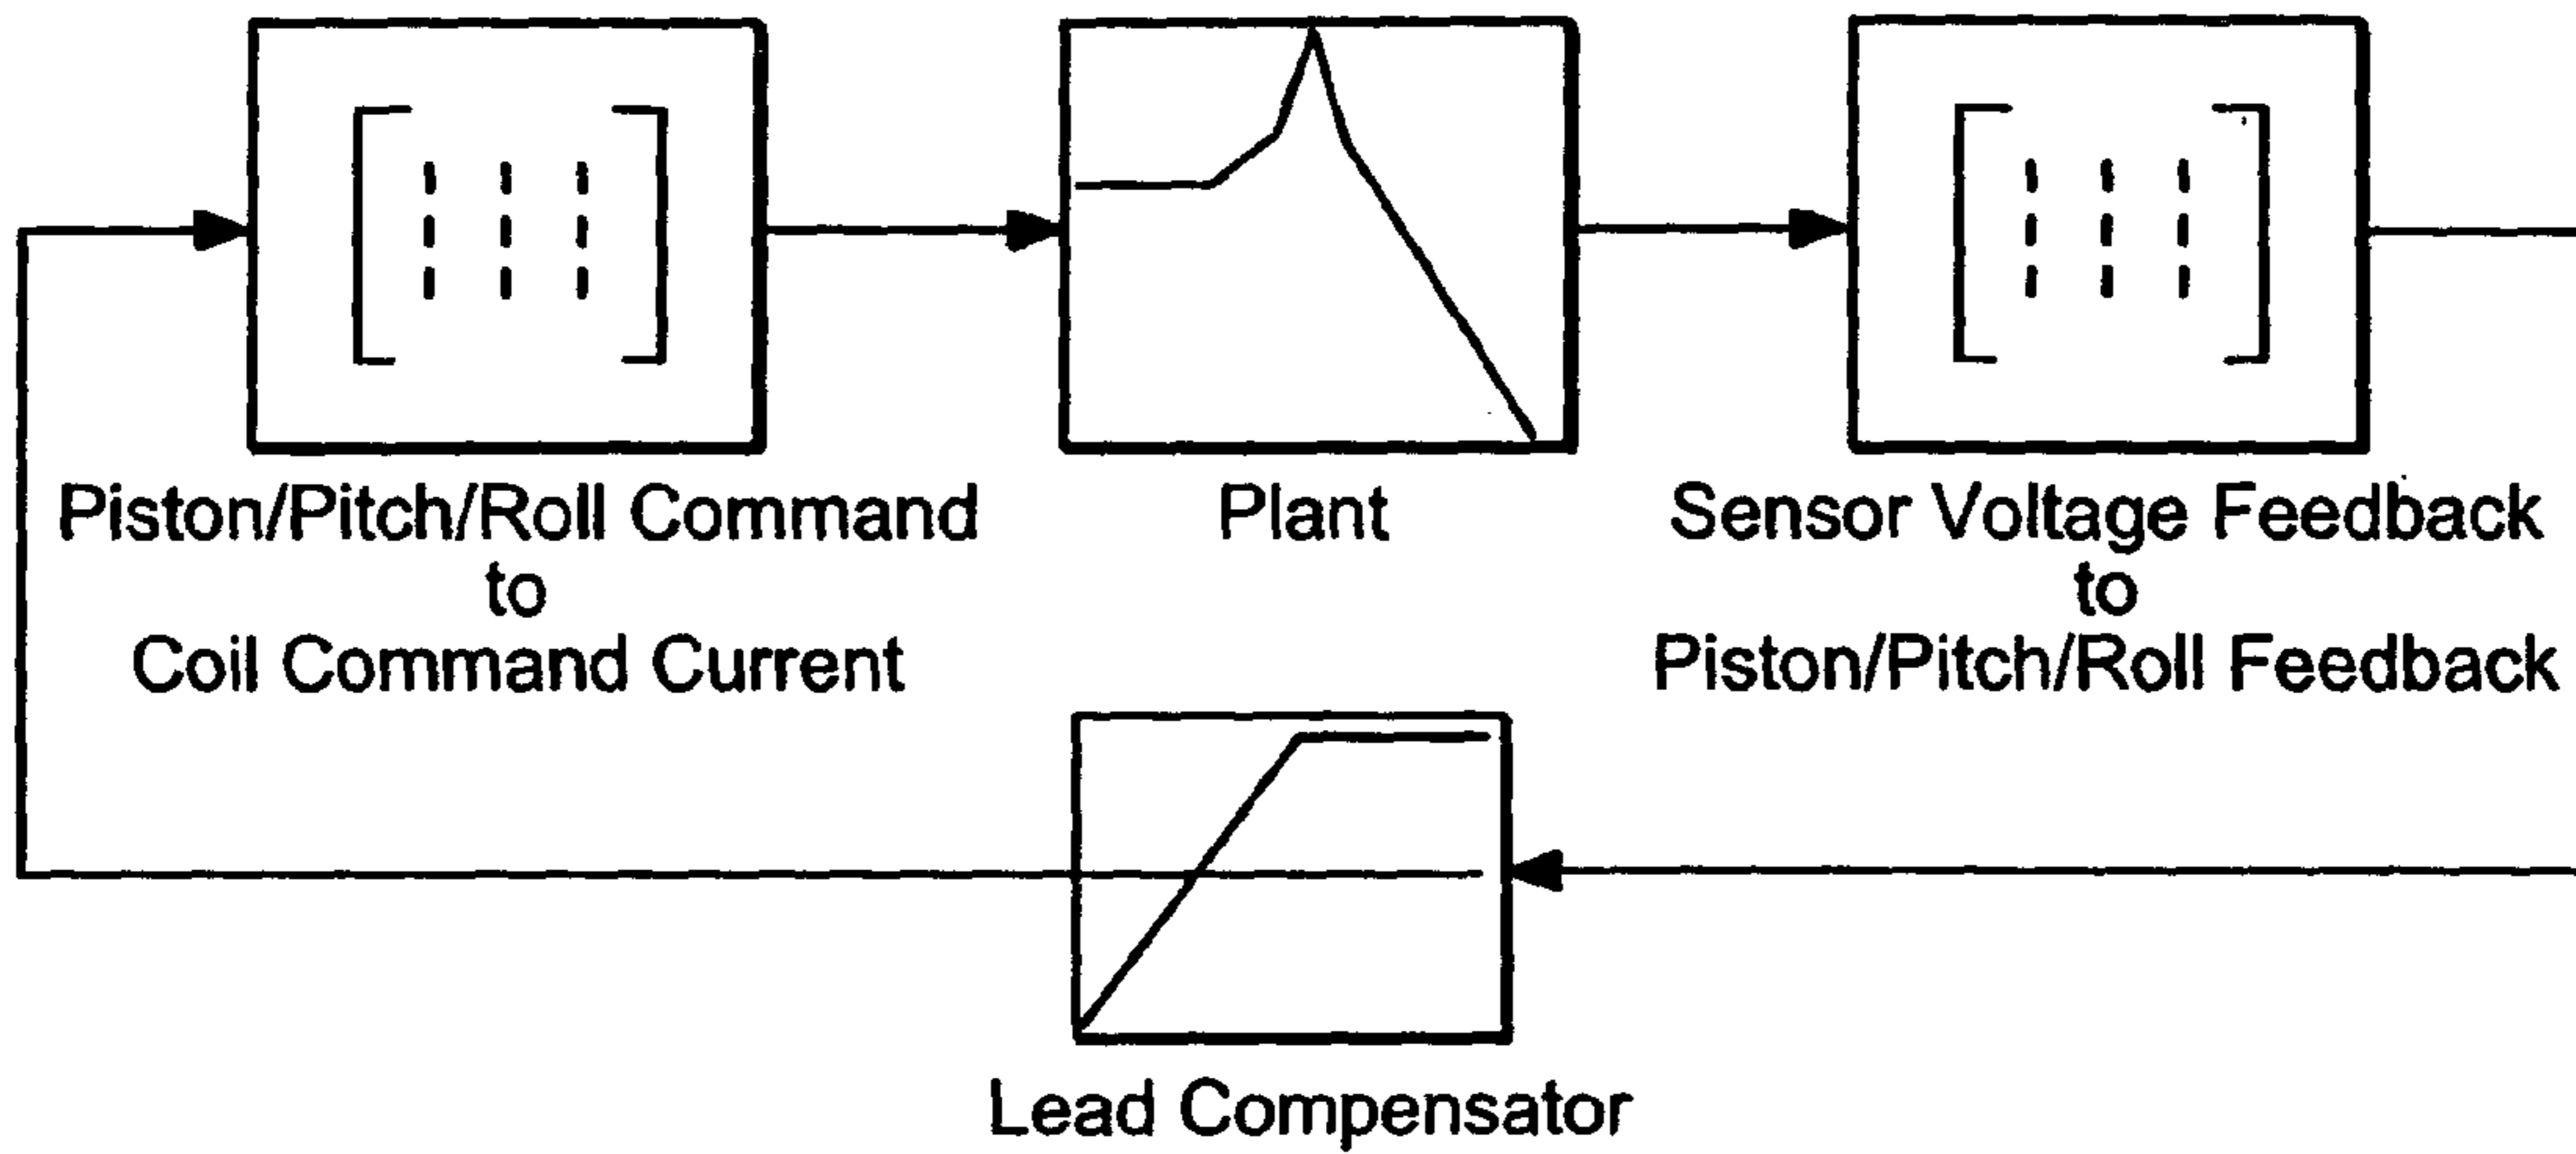 Piston/Pitch/Roll Command
to
Coil Command Current
Plant
Sensor Voltage Feedback
to
Piston/Pitch/Roll Feedback
Lead Compensator